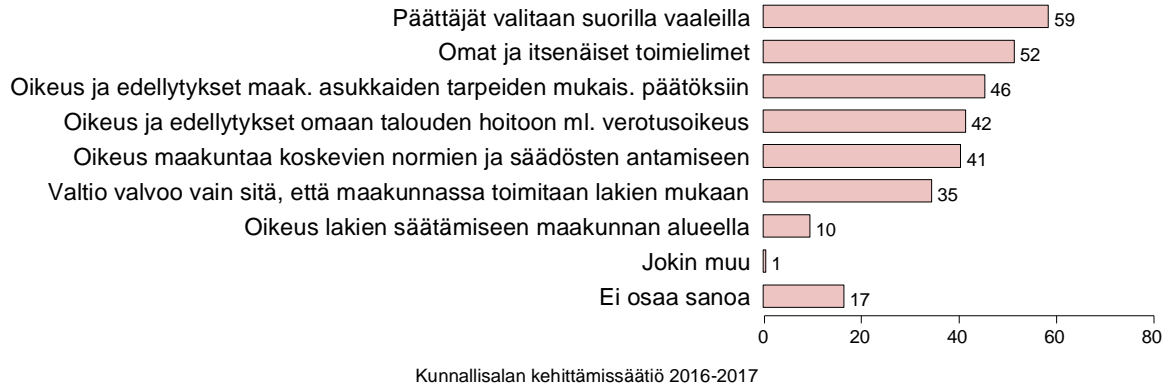 Päättäjät valitaan suorilla vaaleilla 59
Omat ja itsenäiset toimielimet 52
Oikeus ja edellytykset maak. asukkaiden tarpeiden mukais. päätöksiin 46
Oikeus ja edellytykset omaan talouden hoitoon ml. verotusoikeus 42
Oikeus maakuntaa koskevien normien ja säädösten antamiseen 41
Valtio valvoo vain sitä, että maakunnassa toimitaan lakien mukaan 35
Oikeus lakien säätämiseen maakunnan alueella 10
Jokin muu 1
Ei osaa sanoa 17
0 20 40 60 80
Kunnallisalan kehittämissäätiö 2016-2017